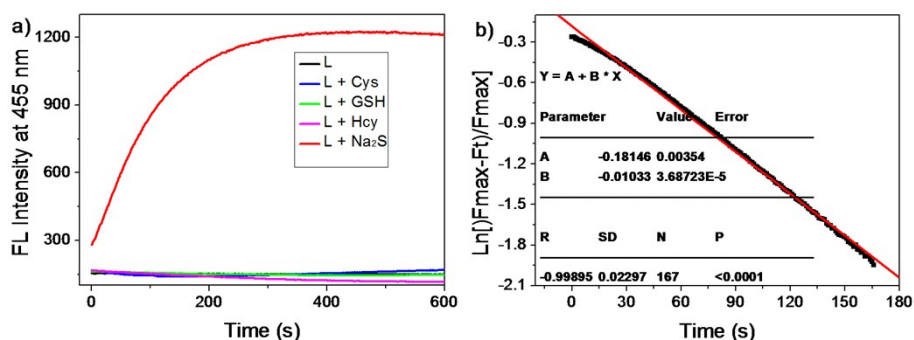 a)
FL Intensity at 455 nm
1200
900
600
300
L
L + Cys
L + GSH
L + Hcy
L + Na₂S
0
200
400
600
Time (s)
b)
Ln[)Fmax-Ft)/Fmax]
-0.3
-0.6
-0.9
-1.2
-1.5
-1.8
-2.1
Y = A + B * X
Parameter Value Error
A -0.18146 0.00354
B -0.01033 3.68723E-5
R SD N P
-0.99895 0.02297 167 <0.0001
0 30 60 90 120 150 180
Time (s)